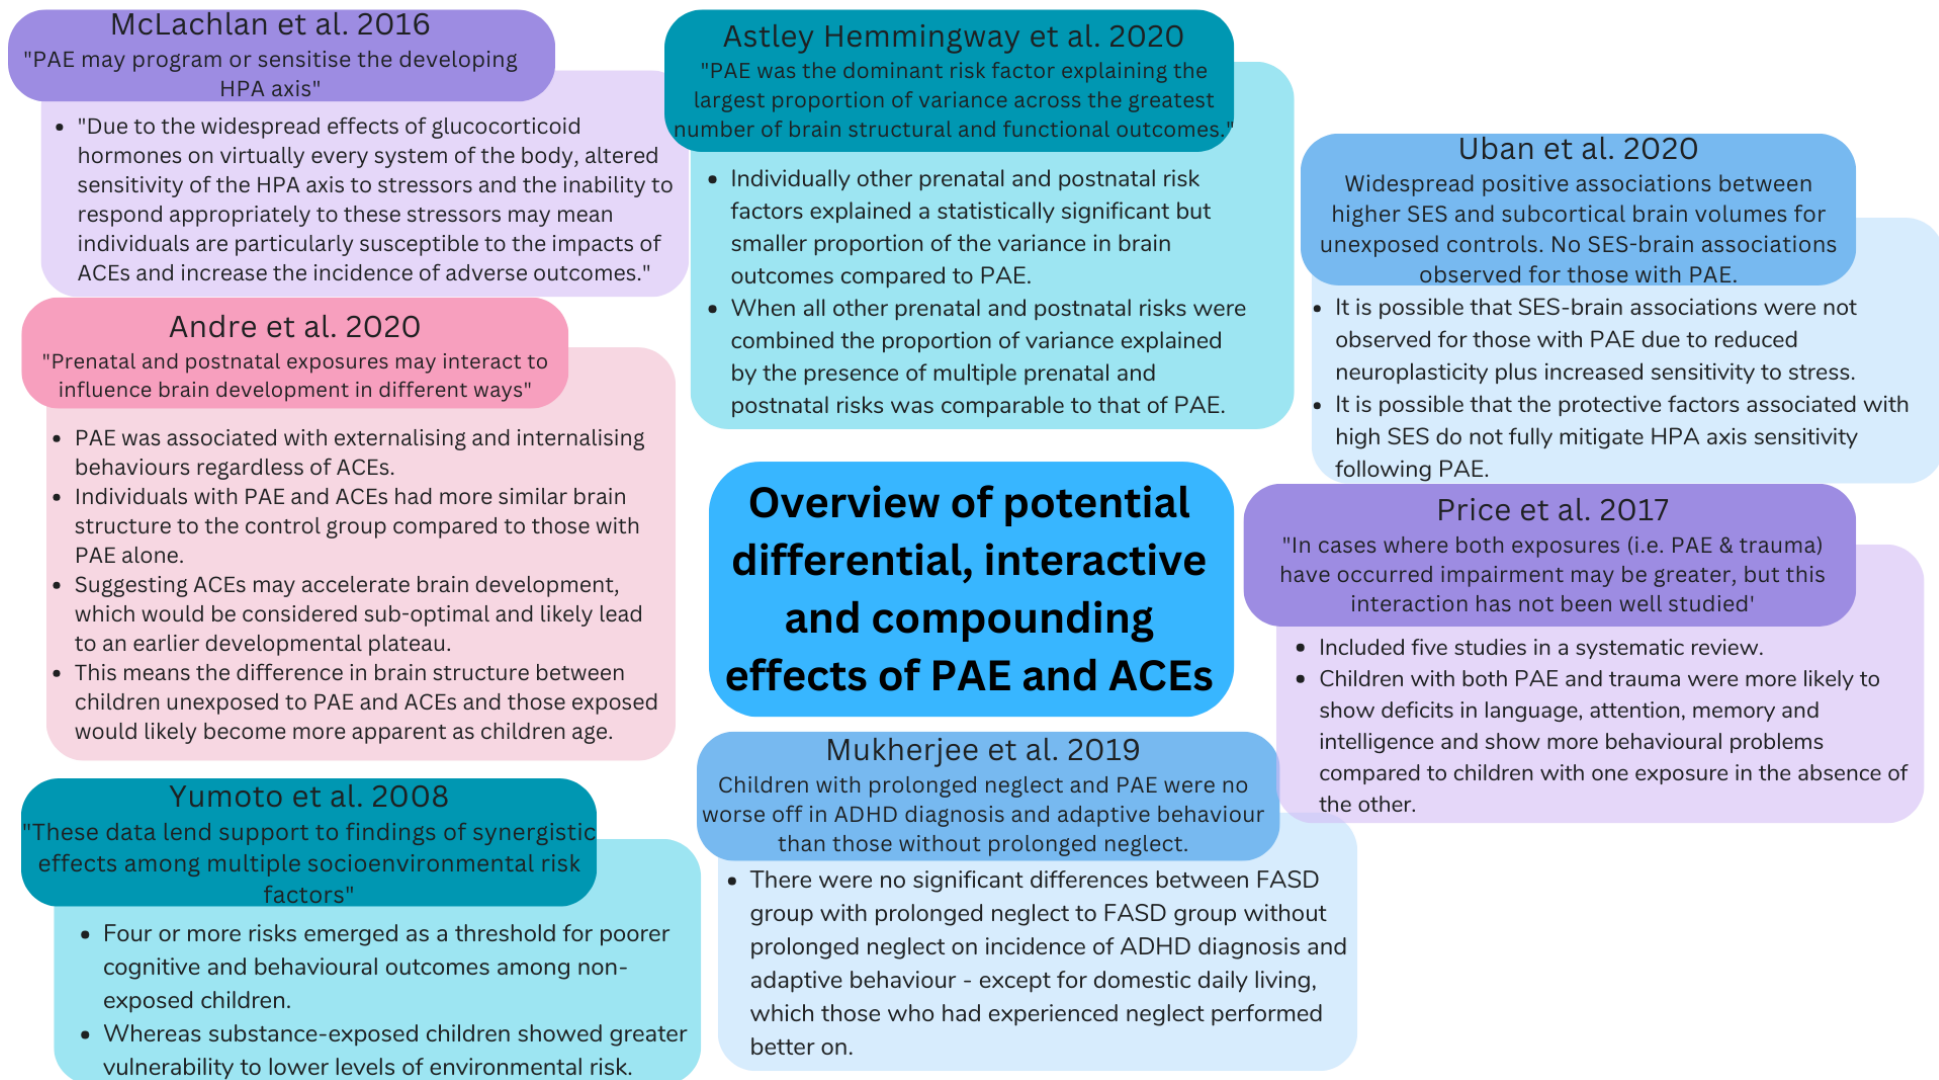 McLachlan et al. 2016
"PAE may program or sensitise the developing
HPA axis"
• "Due to the widespread effects of glucocorticoid
hormones on virtually every system of the body, altered
sensitivity of the HPA axis to stressors and the inability to
respond appropriately to these stressors may mean
individuals are particularly susceptible to the impacts of
ACEs and increase the incidence of adverse outcomes."
Andre et al. 2020
"Prenatal and postnatal exposures may interact to
influence brain development in different ways"
• PAE was associated with externalising and internalising
behaviours regardless of ACEs.
• Individuals with PAE and ACEs had more similar brain
structure to the control group compared to those with
PAE alone.
• Suggesting ACEs may accelerate brain development,
which would be considered sub-optimal and likely lead
to an earlier developmental plateau.
• This means the difference in brain structure between
children unexposed to PAE and ACEs and those exposed
would likely become more apparent as children age.
Yumoto et al. 2008
"These data lend support to findings of synergistic
effects among multiple socioenvironmental risk
factors"
• Four or more risks emerged as a threshold for poorer
cognitive and behavioural outcomes among non-
exposed children.
• Whereas substance-exposed children showed greater
vulnerability to lower levels of environmental risk.
Astley Hemmingway et al. 2020
"PAE was the dominant risk factor explaining the
largest proportion of variance across the greatest
number of brain structural and functional outcomes."
• Individually other prenatal and postnatal risk
factors explained a statistically significant but
smaller proportion of the variance in brain
outcomes compared to PAE.
• When all other prenatal and postnatal risks were
combined the proportion of variance explained
by the presence of multiple prenatal and
postnatal risks was comparable to that of PAE.
Overview of potential
differential, interactive
and compounding
effects of PAE and ACEs
Mukherjee et al. 2019
Children with prolonged neglect and PAE were no
worse off in ADHD diagnosis and adaptive behaviour
than those without prolonged neglect.
• There were no significant differences between FASD
group with prolonged neglect to FASD group without
prolonged neglect on incidence of ADHD diagnosis and
adaptive behaviour - except for domestic daily living,
which those who had experienced neglect performed
better on.
Uban et al. 2020
Widespread positive associations between
higher SES and subcortical brain volumes for
unexposed controls. No SES-brain associations
observed for those with PAE.
• It is possible that SES-brain associations were not
observed for those with PAE due to reduced
neuroplasticity plus increased sensitivity to stress.
• It is possible that the protective factors associated with
high SES do not fully mitigate HPA axis sensitivity
following PAE.
Price et al. 2017
"In cases where both exposures (i.e. PAE & trauma)
have occurred impairment may be greater, but this
interaction has not been well studied'
• Included five studies in a systematic review.
• Children with both PAE and trauma were more likely to
show deficits in language, attention, memory and
intelligence and show more behavioural problems
compared to children with one exposure in the absence of
the other.